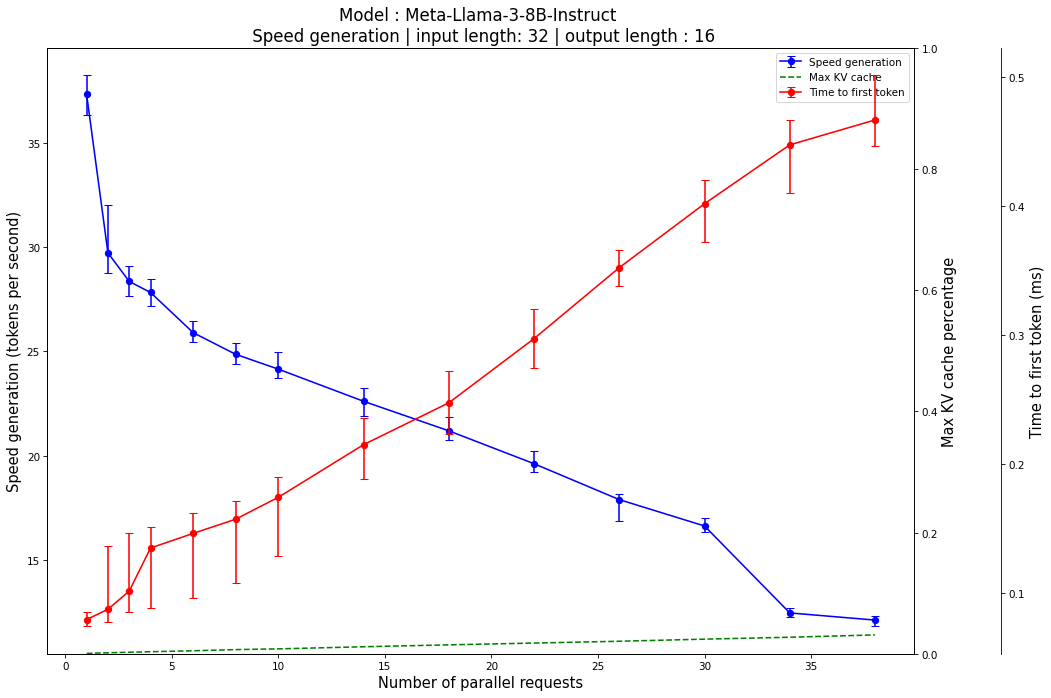 Model : Meta-Llama-3-8B-Instruct
Speed generation | input length: 32 | output length : 16
Speed generation
Max KV cache
Time to first token
Speed generation (tokens per second)
35
30
25
20
15
1.0
0.8
0.6
0.4
0.2
0.0
Max KV cache percentage
0.5
0.4
0.3
0.2
0.1
Time to first token (ms)
0 5 10 15 20 25 30 35
Number of parallel requests